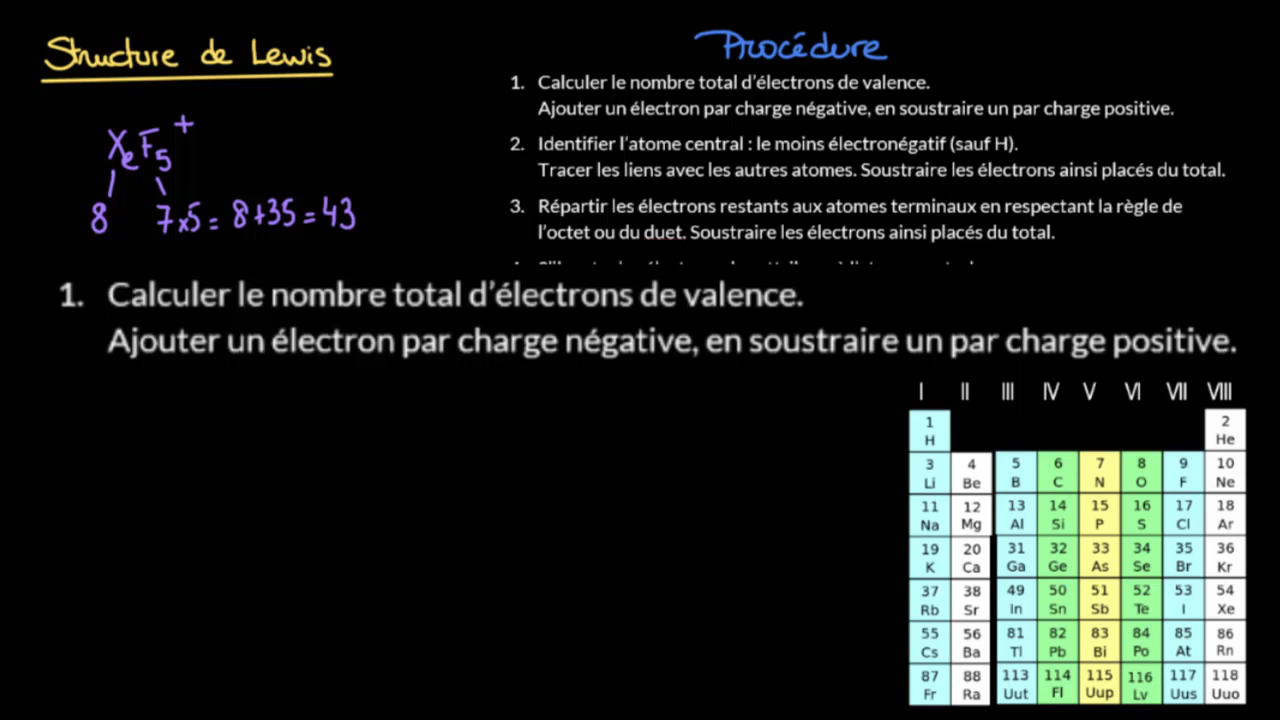 Structure de Lewis
XeF5+
8 7x5 = 8+35 = 43
Procédure
1. Calculer le nombre total d'électrons de valence.
Ajouter un électron par charge négative, en soustraire un par charge positive.
2. Identifier l'atome central : le moins électronégatif (sauf H).
Tracer les liens avec les autres atomes. Soustraire les électrons ainsi placés du total.
3. Répartir les électrons restants aux atomes terminaux en respectant la règle de
l'octet ou du duet. Soustraire les électrons ainsi placés du total.
1. Calculer le nombre total d'électrons de valence.
Ajouter un électron par charge négative, en soustraire un par charge positive.
I II III IV V VI VII VIII
1 2
H He
3 4 5 6 7 8 9 10
Li Be B C N O F Ne
11 12 13 14 15 16 17 18
Na Mg Al Si P S Cl Ar
19 20 31 32 33 34 35 36
K Ca Ga Ge As Se Br Kr
37 38 49 50 51 52 53 54
Rb Sr In Sn Sb Te I Xe
55 56 81 82 83 84 85 86
Cs Ba Tl Pb Bi Po At Rn
87 88 113 114 115 116 117 118
Fr Ra Uut Fl Uup Lv Uus Uuo